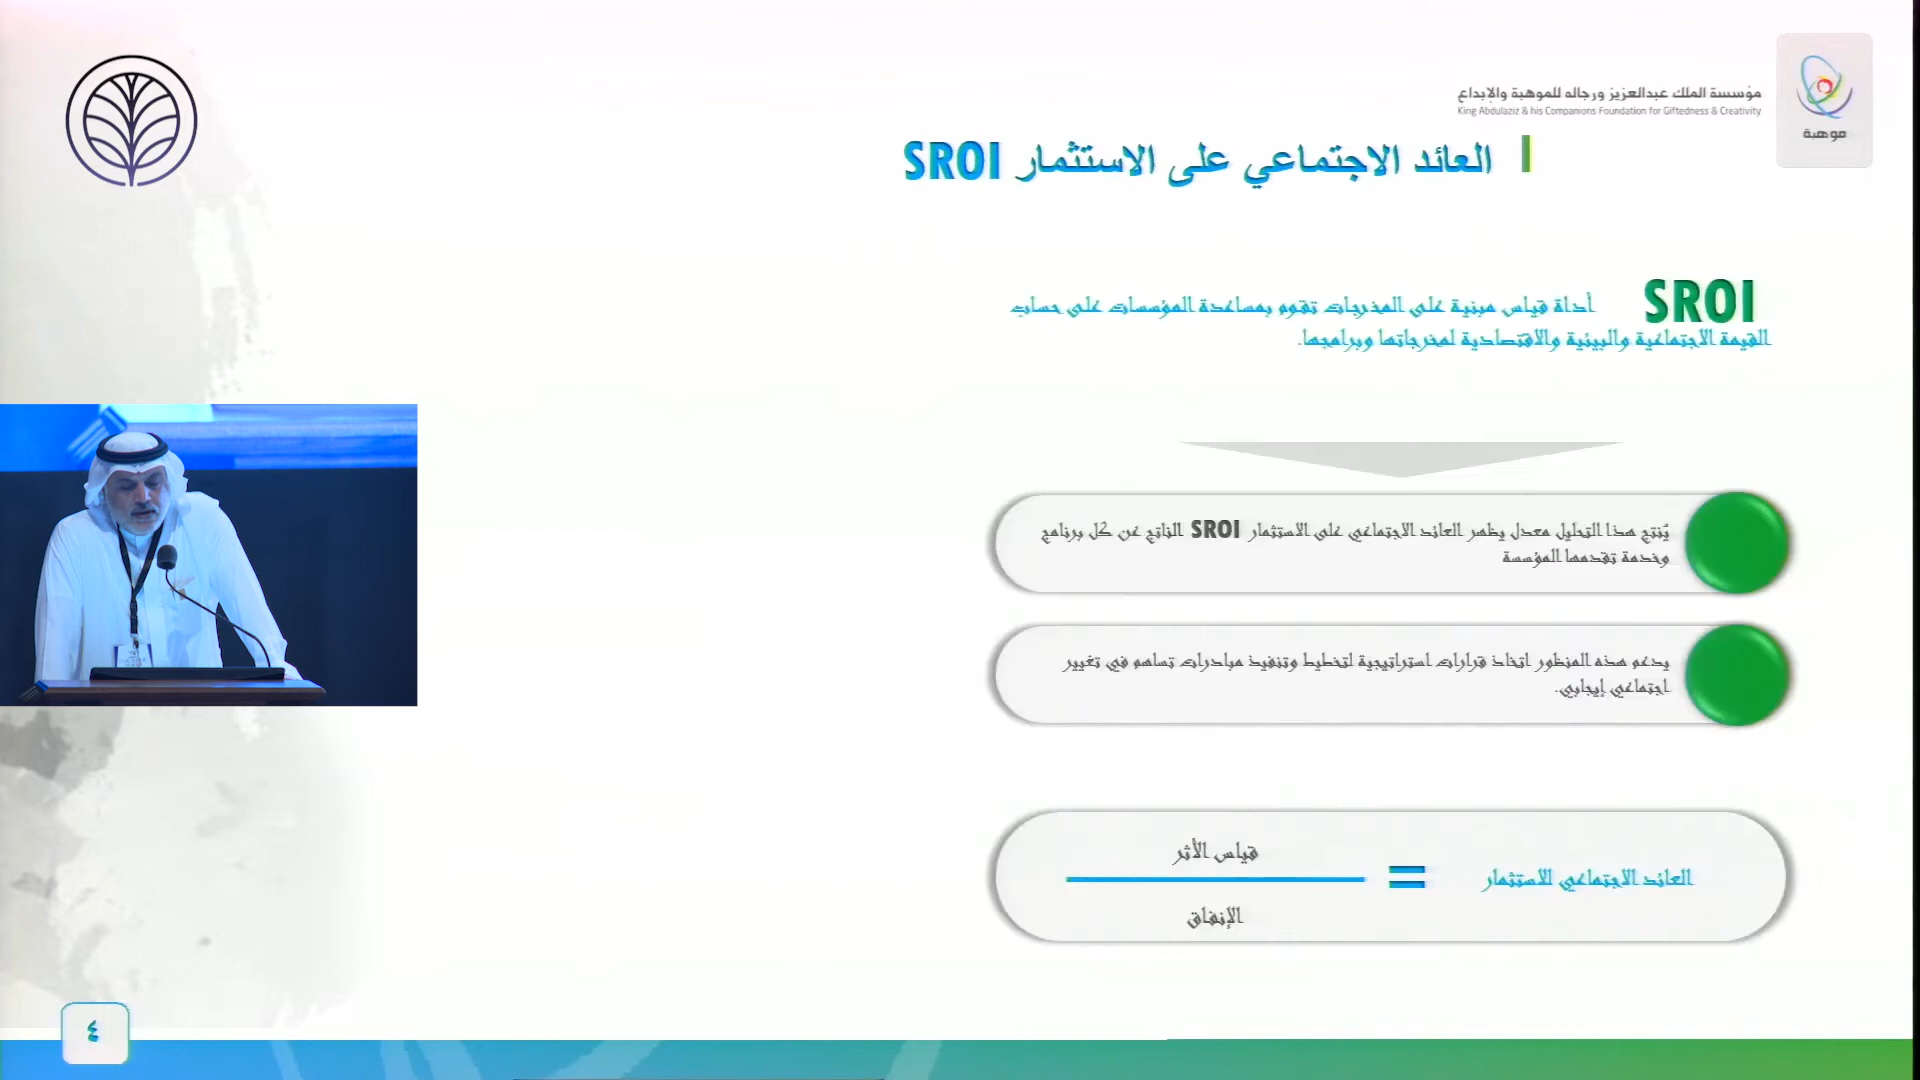 مؤسسة الملك عبدالعزيز ورجاله للموهبة والإبداع
King Abdulaziz & his Companions Foundation for Giftedness & Creativity
موهبة
العائد الاجتماعي على الاستثمار SROI
SROI أداة قياس مبنية على المخرجات تقوم بمساعدة المؤسسات على حساب
القيمة الاجتماعية والبيئية والاقتصادية لمخرجاتها وبرامجها.
يُنتج هذا التحليل معدل يظهر العائد الاجتماعي على الاستثمار SROI الناتج عن كل برنامج
وخدمة تقدمها المؤسسة
يدعم هذه المنظور اتخاذ قرارات استراتيجية لتخطيط وتنفيذ مبادرات تساهم في تغيير
اجتماعي إيجابي.
العائد الاجتماعي للاستثمار =
قياس الأثر
الإنفاق
٤